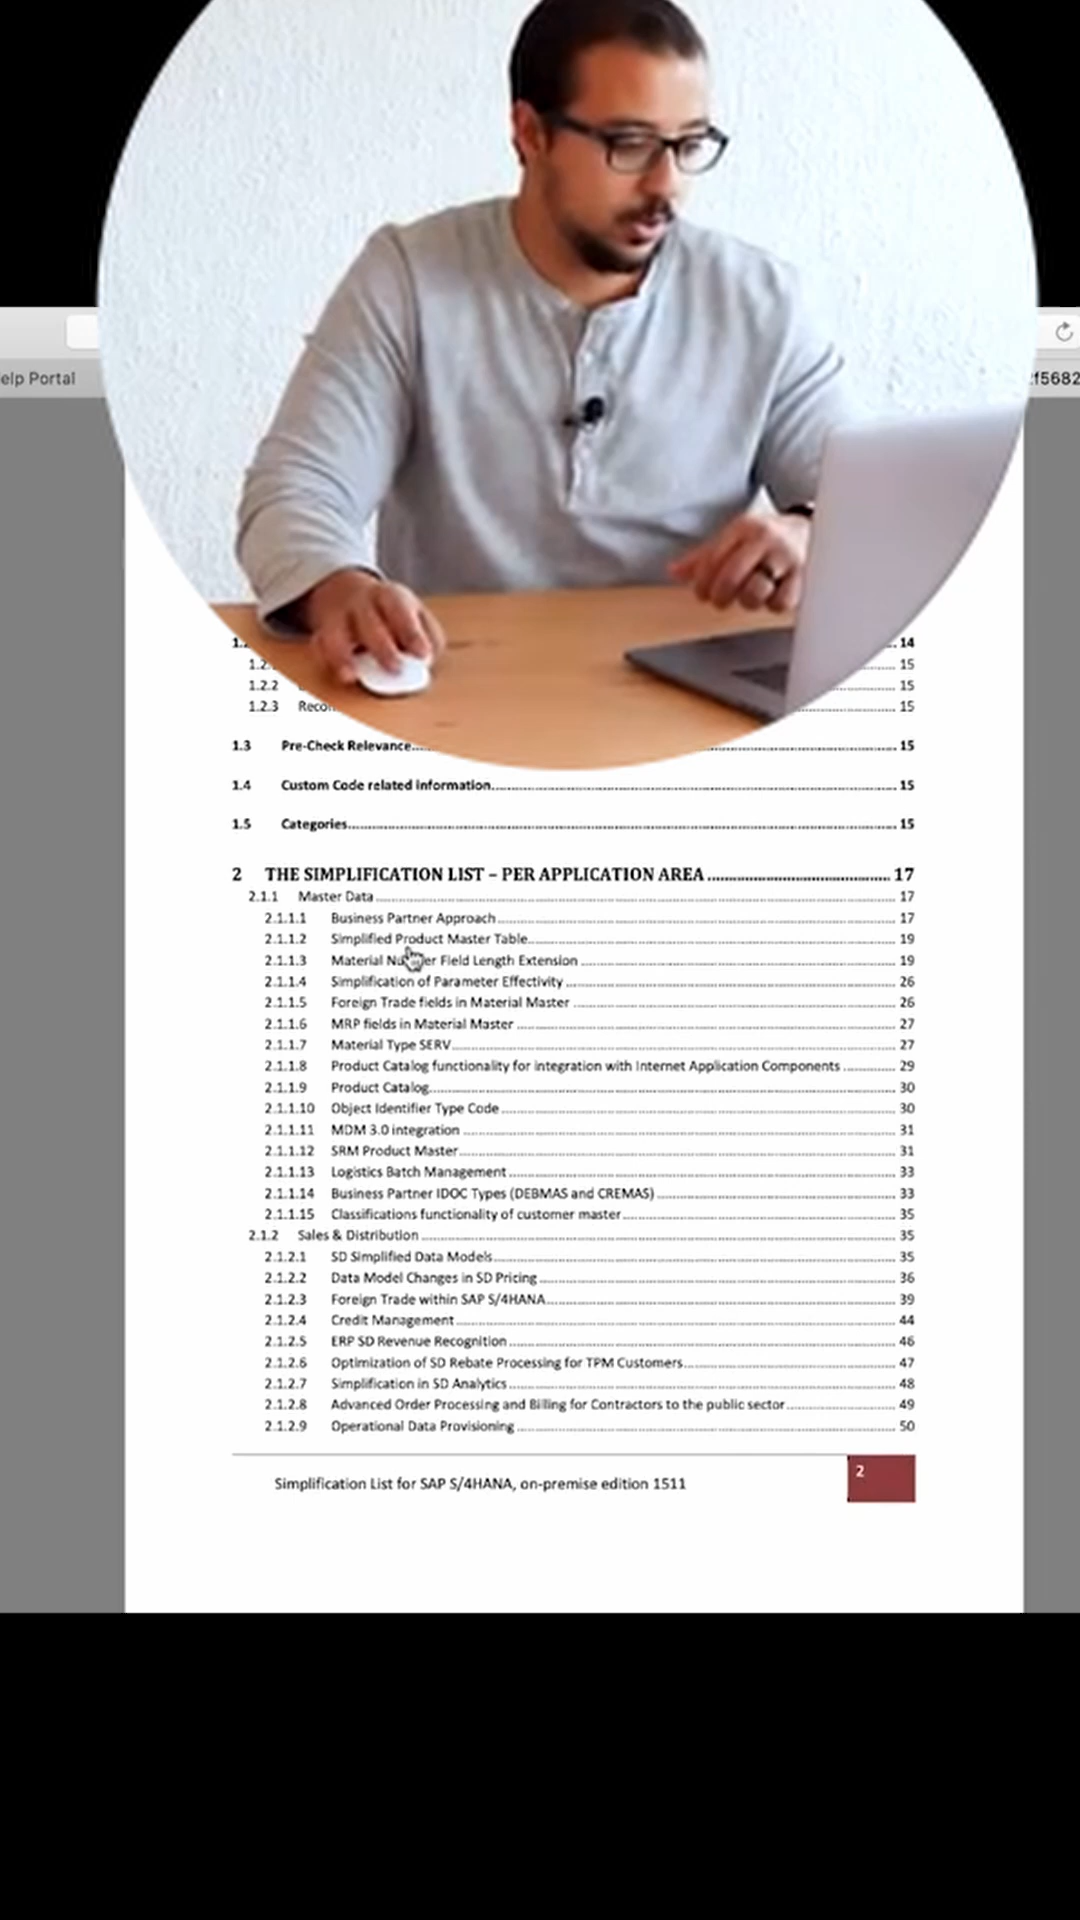 elp Portal
f5682
14
15
1.2.2 15
1.2.3 15
1.3 Pre-Check Relevance 15
1.4 Custom Code related information 15
1.5 Categories 15
2 THE SIMPLIFICATION LIST – PER APPLICATION AREA 17
2.1.1 Master Data 17
2.1.1.1 Business Partner Approach 17
2.1.1.2 Simplified Product Master Table 19
2.1.1.3 Material Number Field Length Extension 19
2.1.1.4 Simplification of Parameter Effectivity 26
2.1.1.5 Foreign Trade fields in Material Master 26
2.1.1.6 MRP fields in Material Master 27
2.1.1.7 Material Type SERV 27
2.1.1.8 Product Catalog functionality for integration with Internet Application Components 29
2.1.1.9 Product Catalog 30
2.1.1.10 Object Identifier Type Code 30
2.1.1.11 MDM 3.0 integration 31
2.1.1.12 SRM Product Master 31
2.1.1.13 Logistics Batch Management 33
2.1.1.14 Business Partner IDOC Types (DEBMAS and CREMAS) 33
2.1.1.15 Classifications functionality of customer master 35
2.1.2 Sales & Distribution 35
2.1.2.1 SD Simplified Data Models 35
2.1.2.2 Data Model Changes in SD Pricing 36
2.1.2.3 Foreign Trade within SAP S/4HANA 39
2.1.2.4 Credit Management 44
2.1.2.5 ERP SD Revenue Recognition 46
2.1.2.6 Optimization of SD Rebate Processing for TPM Customers 47
2.1.2.7 Simplification in SD Analytics 48
2.1.2.8 Advanced Order Processing and Billing for Contractors to the public sector 49
2.1.2.9 Operational Data Provisioning 50
Simplification List for SAP S/4HANA, on-premise edition 1511 2